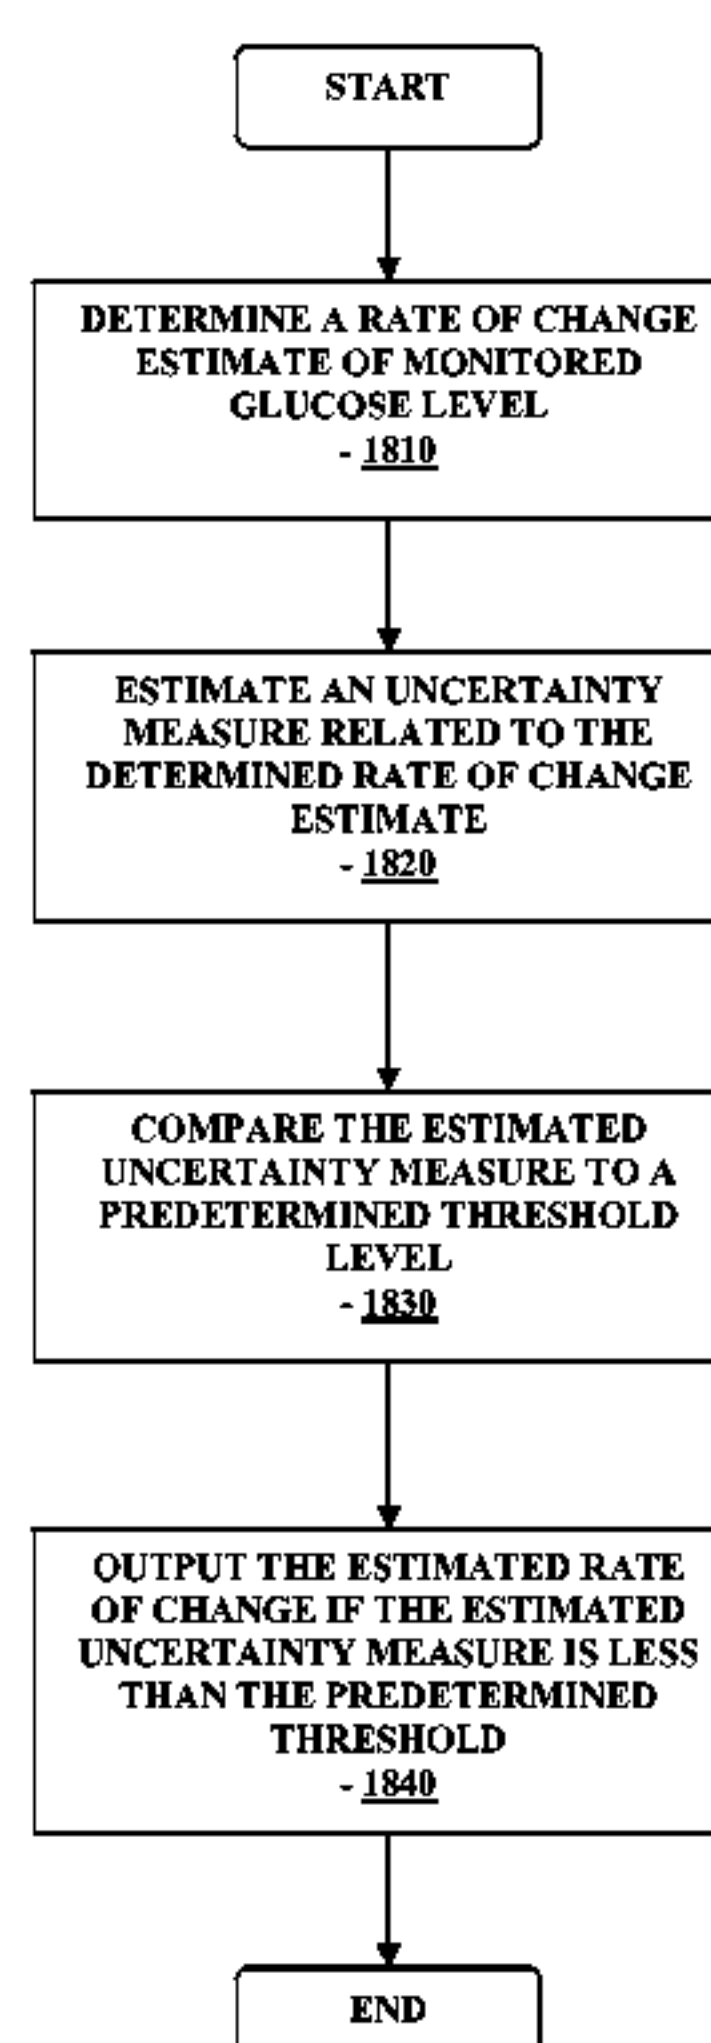 START
DETERMINE A RATE OF CHANGE
ESTIMATE OF MONITORED
GLUCOSE LEVEL
- 1810
ESTIMATE AN UNCERTAINTY
MEASURE RELATED TO THE
DETERMINED RATE OF CHANGE
ESTIMATE
- 1820
COMPARE THE ESTIMATED
UNCERTAINTY MEASURE TO A
PREDETERMINED THRESHOLD
LEVEL
- 1830
OUTPUT THE ESTIMATED RATE
OF CHANGE IF THE ESTIMATED
UNCERTAINTY MEASURE IS LESS
THAN THE PREDETERMINED
THRESHOLD
- 1840
END